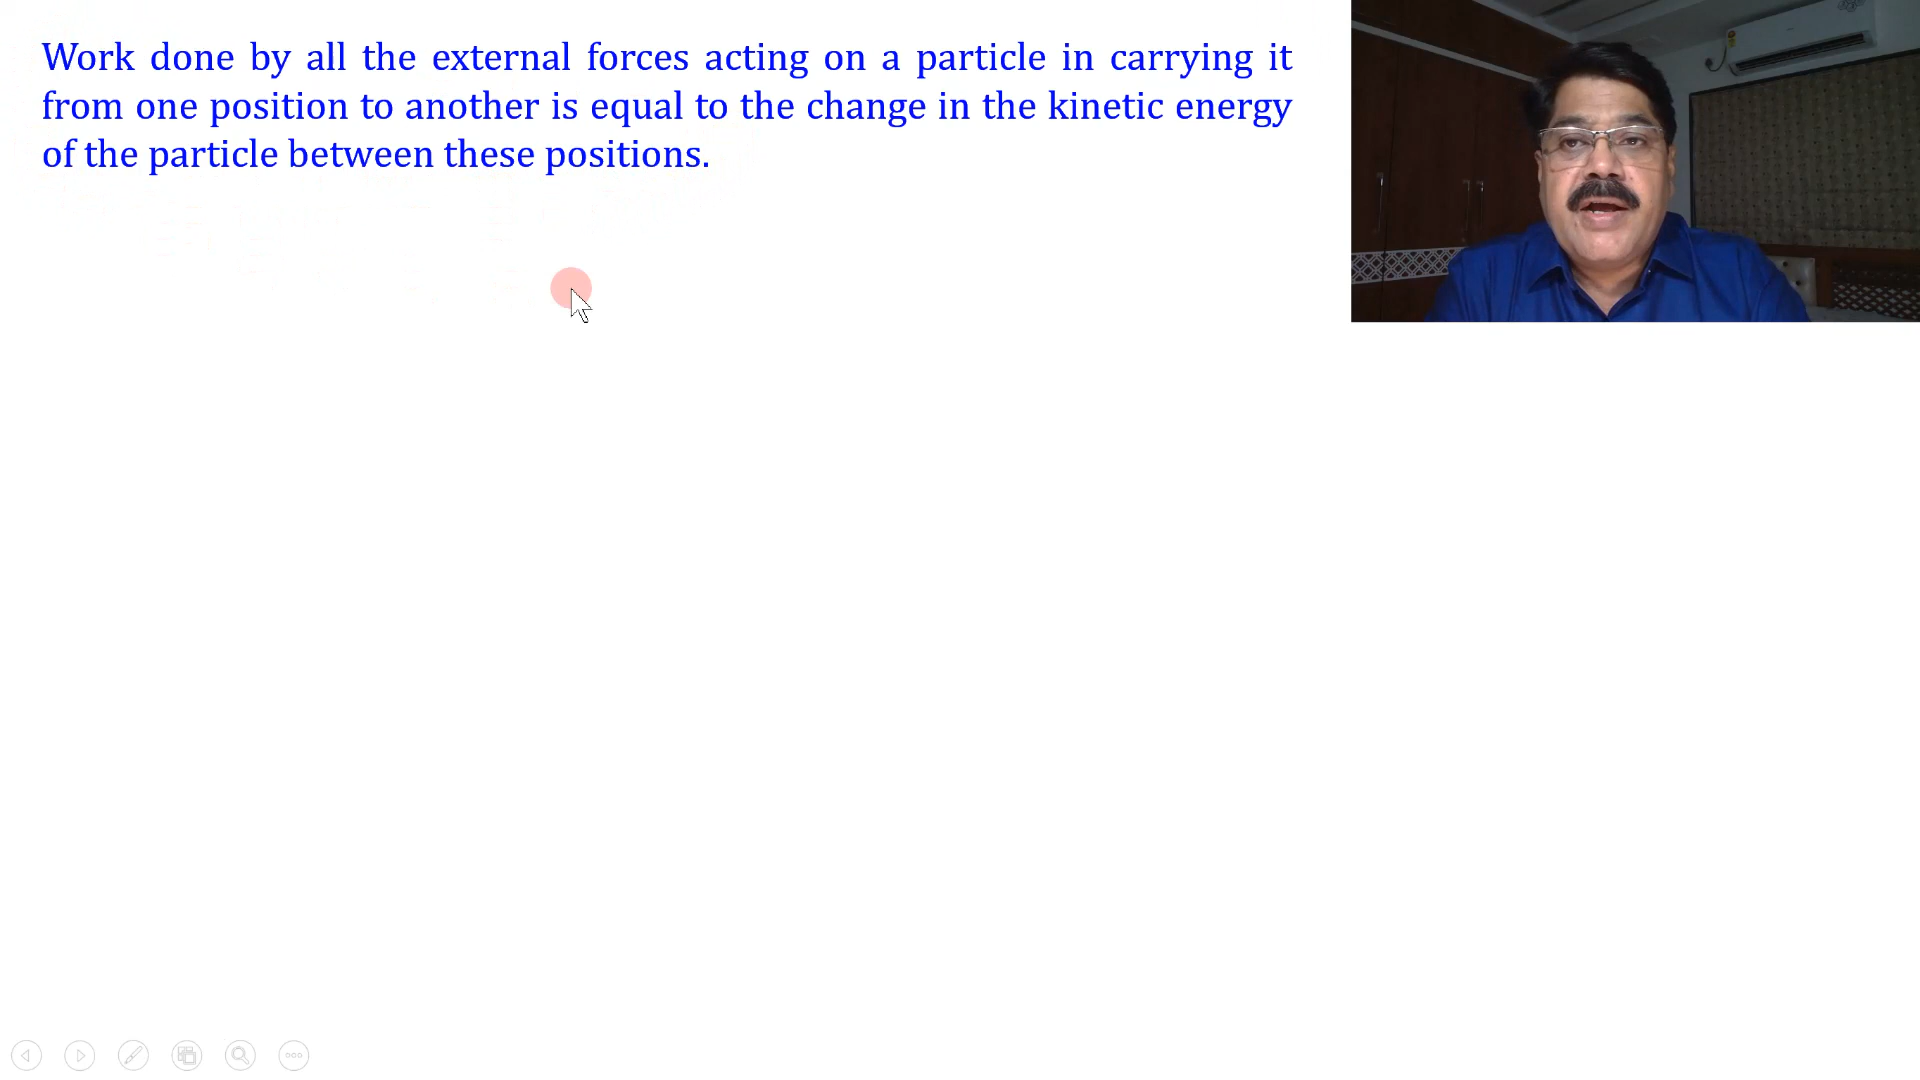 Work done by all the external forces acting on a particle in carrying it
from one position to another is equal to the change in the kinetic energy
of the particle between these positions.